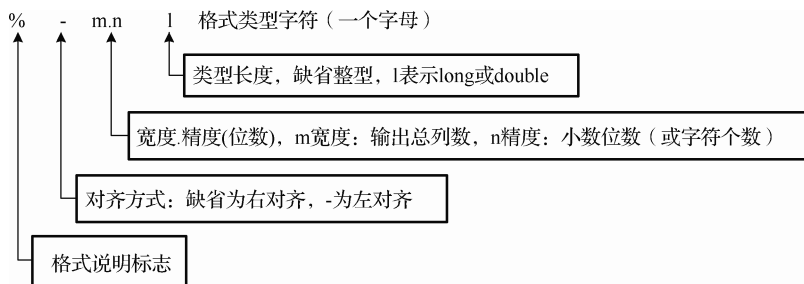 % - m.n l 格式类型字符（一个字母）
类型长度，缺省整型，l表示long或double
宽度.精度(位数)，m宽度：输出总列数，n精度：小数位数（或字符个数）
对齐方式：缺省为右对齐，-为左对齐
格式说明标志